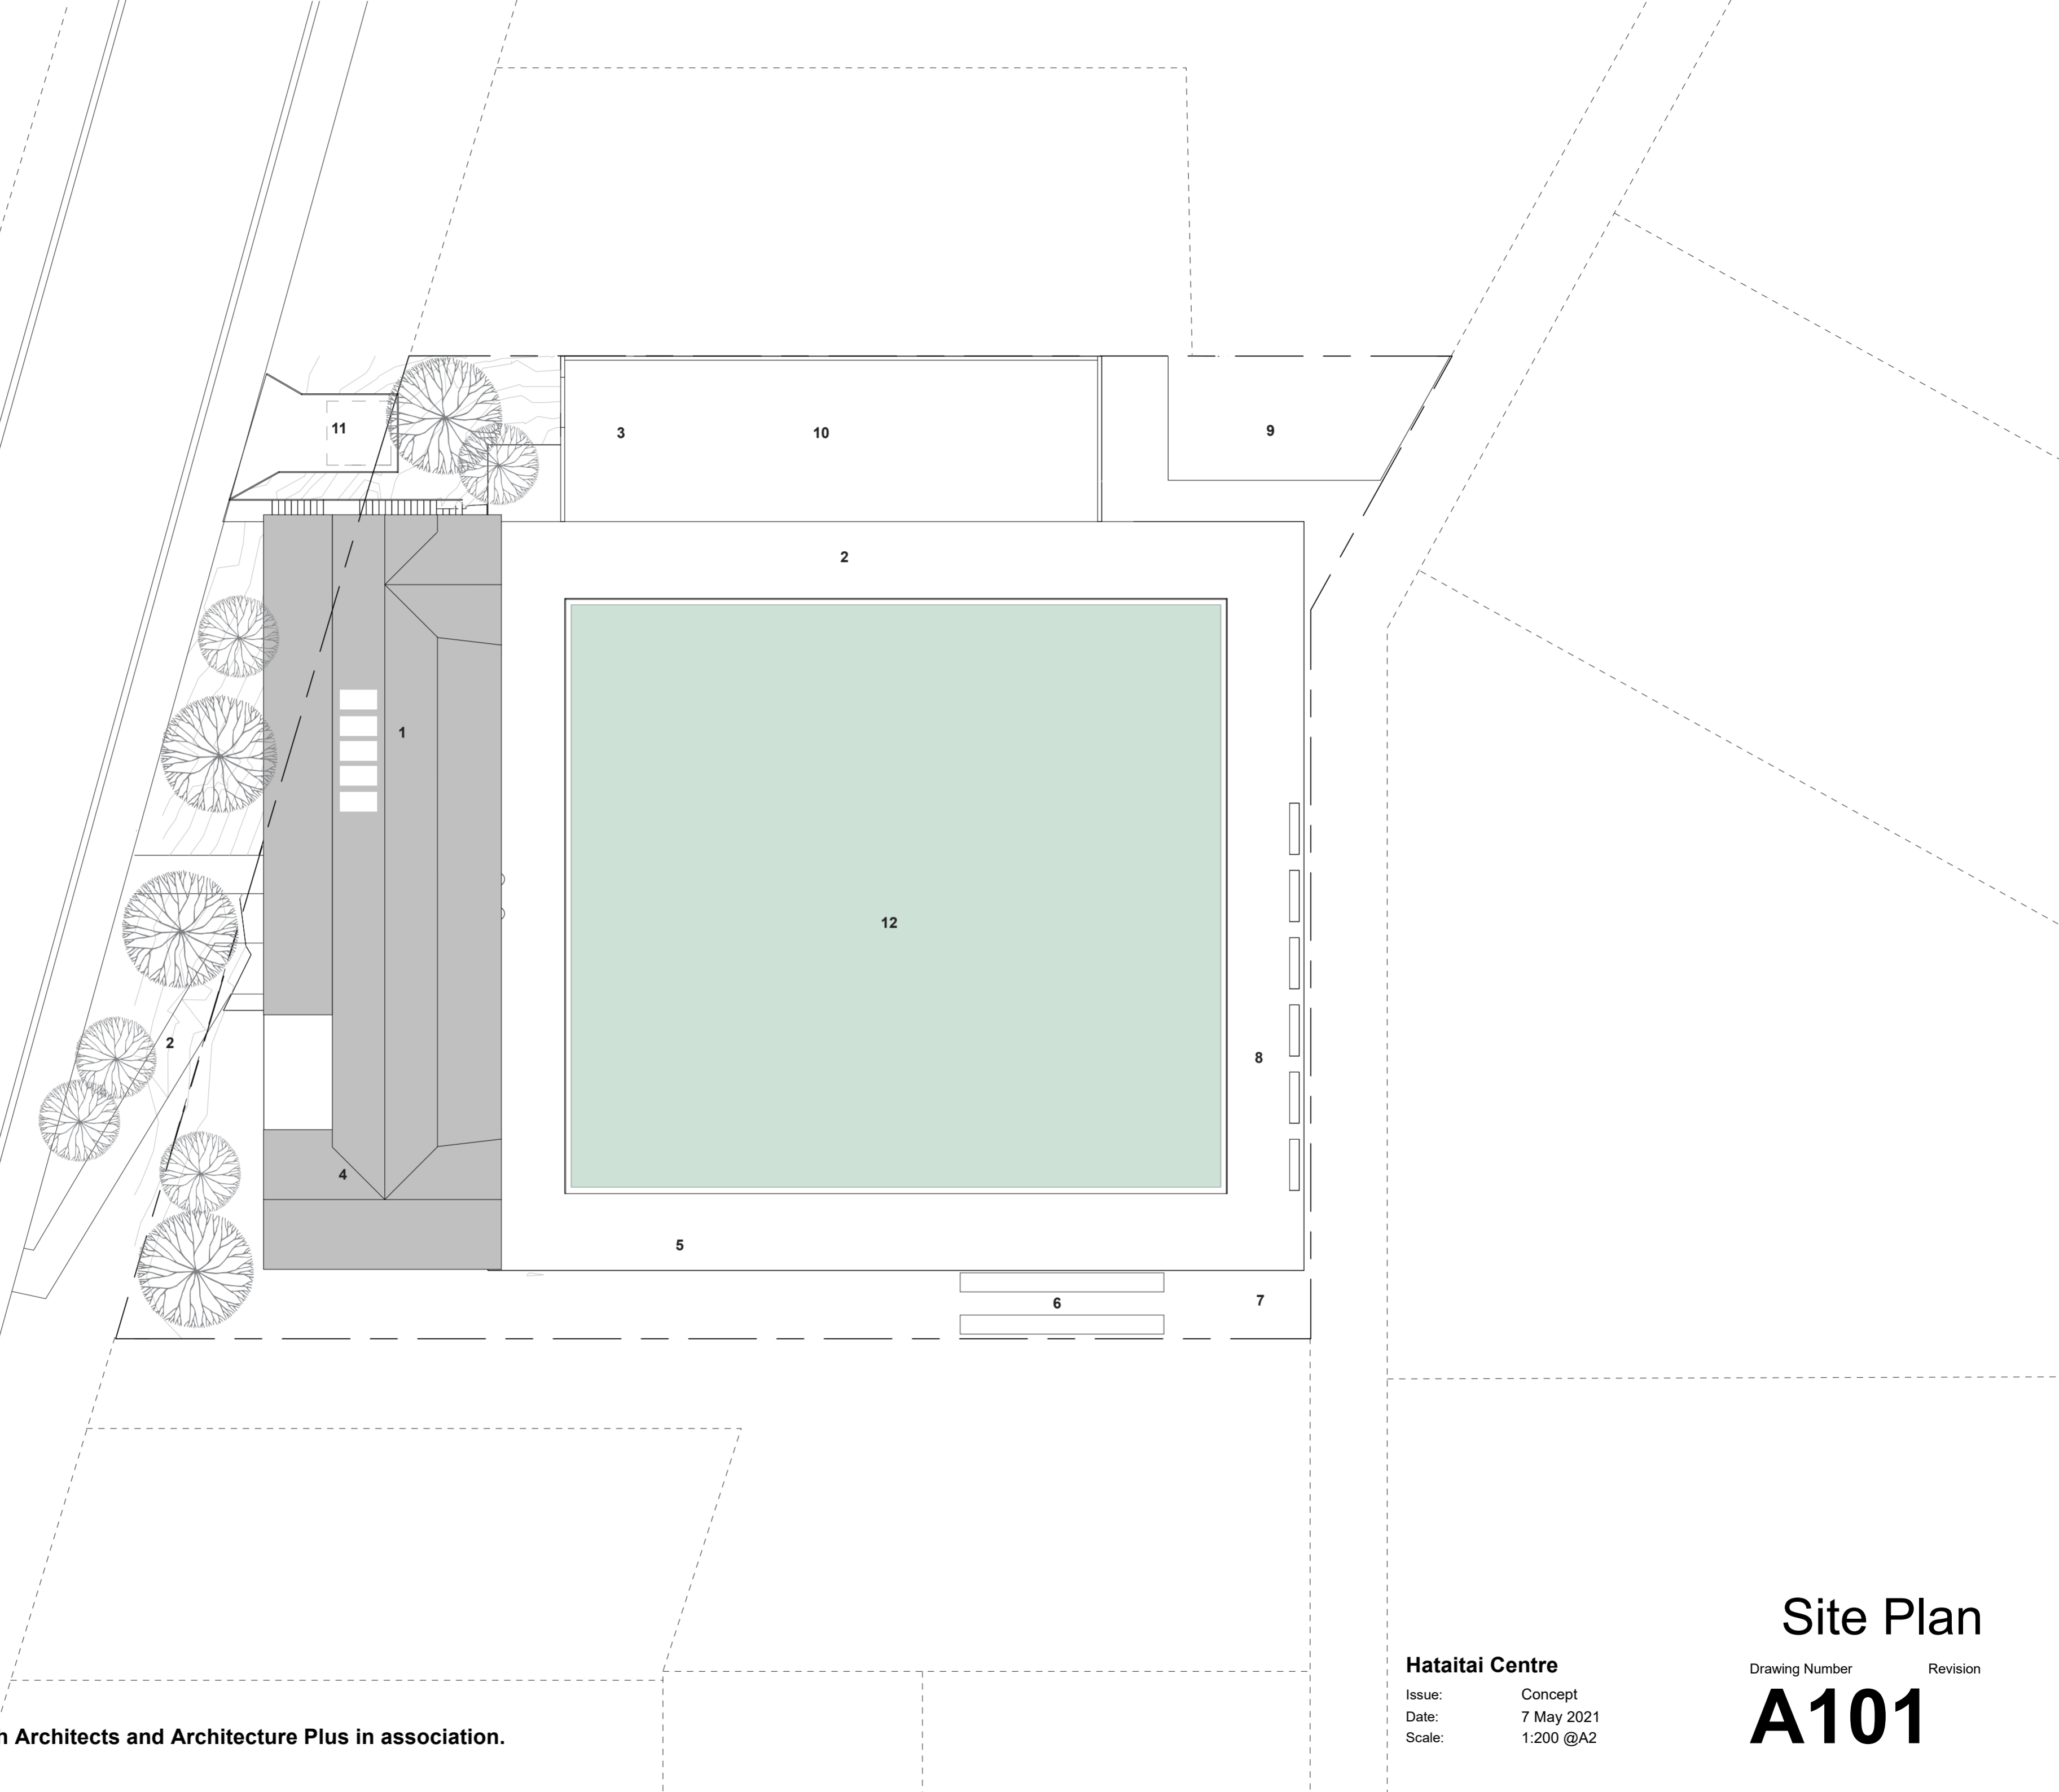 11
3
10
9
2
1
12
2
8
4
5
6
7
Site Plan
Hataitai Centre
Drawing Number Revision
Issue: Concept
A101
Date: 7 May 2021
Scale: 1:200 @A2
Architects and Architecture Plus in association.